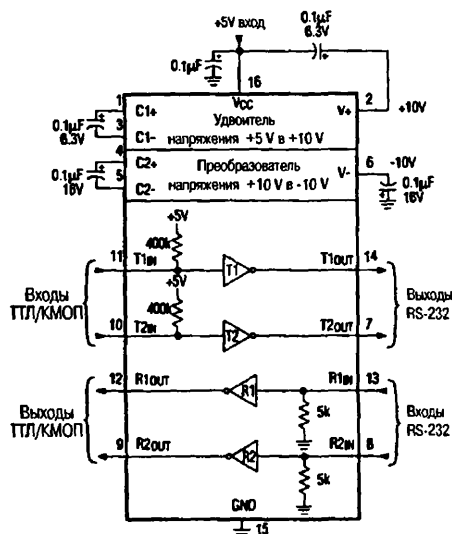 +5V вход
0.1µF
6.3V
0.1µF
16
1
VCC
2
C1+
Удвоитель
V+
+10V
0.1µF
6.3V
3
C1-
напряжения +5 V в +10 V
4
C2+
Преобразователь
6
-10V
0.1µF
16V
5
C2-
напряжения +10 V в -10 V
V-
0.1µF
16V
+5V
400k
11
T1IN
T1
T1OUT
14
+5V
400k
Входы
ТТЛ/КМОП
Выходы
RS-232
10
T2IN
T2
T2OUT
7
12
R1OUT
R1
R1IN
13
5k
Выходы
ТТЛ/КМОП
Входы
RS-232
9
R2OUT
R2
R2IN
8
5k
GND
15